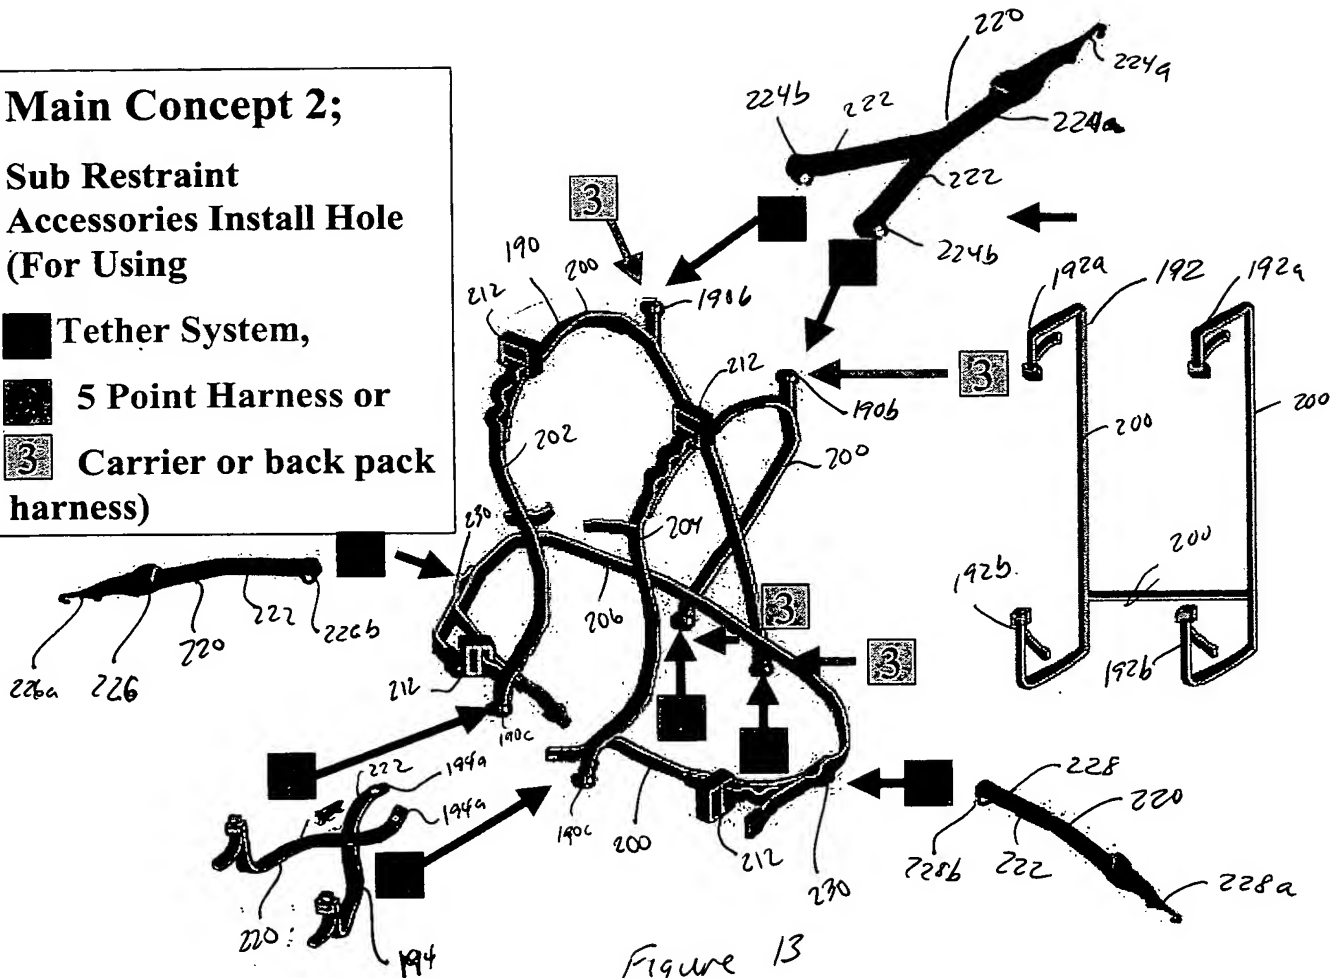 Main Concept 2;
Sub Restraint
Accessories Install Hole
(For Using
Tether System,
5 Point Harness or
3 Carrier or back pack
harness)
220
224a
224b
222
224a
222
224b
3
190
200
212
190b
192a
192
192a
212
3
190b
200
200
202
200
230
204
200
192b
206
3
222
220
226b
226a
226
212
3
192b
190c
222
194a
194a
228
220
190c
200
212
230
228b
222
228a
220
194
Figure 13